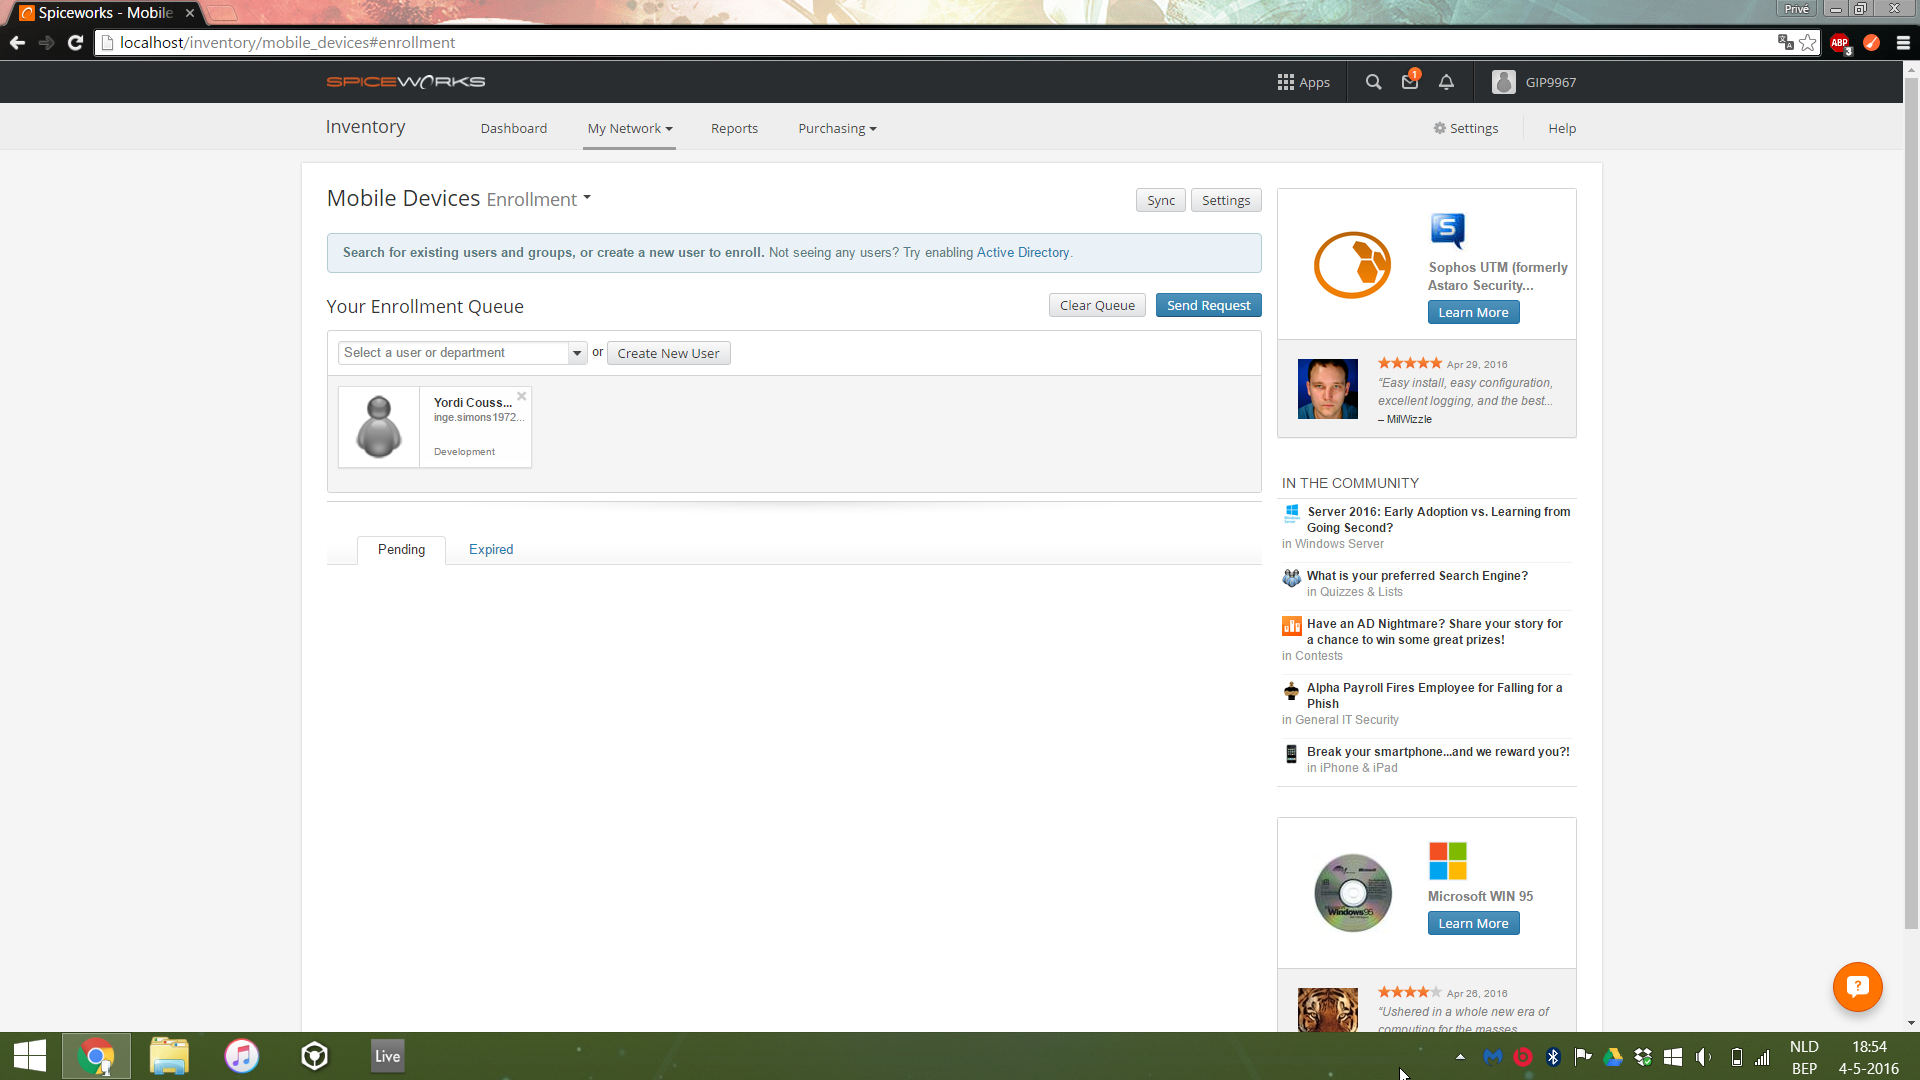 Spiceworks - Mobile
Privé
localhost/inventory/mobile_devices#enrollment
ABP
3
SPICEWORKS
Apps
1
GIP9967
Inventory
Dashboard
My Network
Reports
Purchasing
Settings
Help
Mobile Devices Enrollment
Sync
Settings
Search for existing users and groups, or create a new user to enroll. Not seeing any users? Try enabling Active Directory.
Your Enrollment Queue
Clear Queue
Send Request
Select a user or department
or
Create New User
Yordi Couss...
inge.simons1972...
Development
Pending
Expired
S
Sophos UTM (formerly
Astaro Security...
Learn More
Apr 29, 2016
“Easy install, easy configuration,
excellent logging, and the best...
– MilWizzle
IN THE COMMUNITY
Server 2016: Early Adoption vs. Learning from
Going Second?
in Windows Server
What is your preferred Search Engine?
in Quizzes & Lists
Have an AD Nightmare? Share your story for
a chance to win some great prizes!
in Contests
Alpha Payroll Fires Employee for Falling for a
Phish
in General IT Security
Break your smartphone...and we reward you?!
in iPhone & iPad
Windows95
Microsoft WIN 95
Learn More
Apr 26, 2016
“Ushered in a whole new era of
computing for the masses
?
Live
NLD
BEP
18:54
4-5-2016